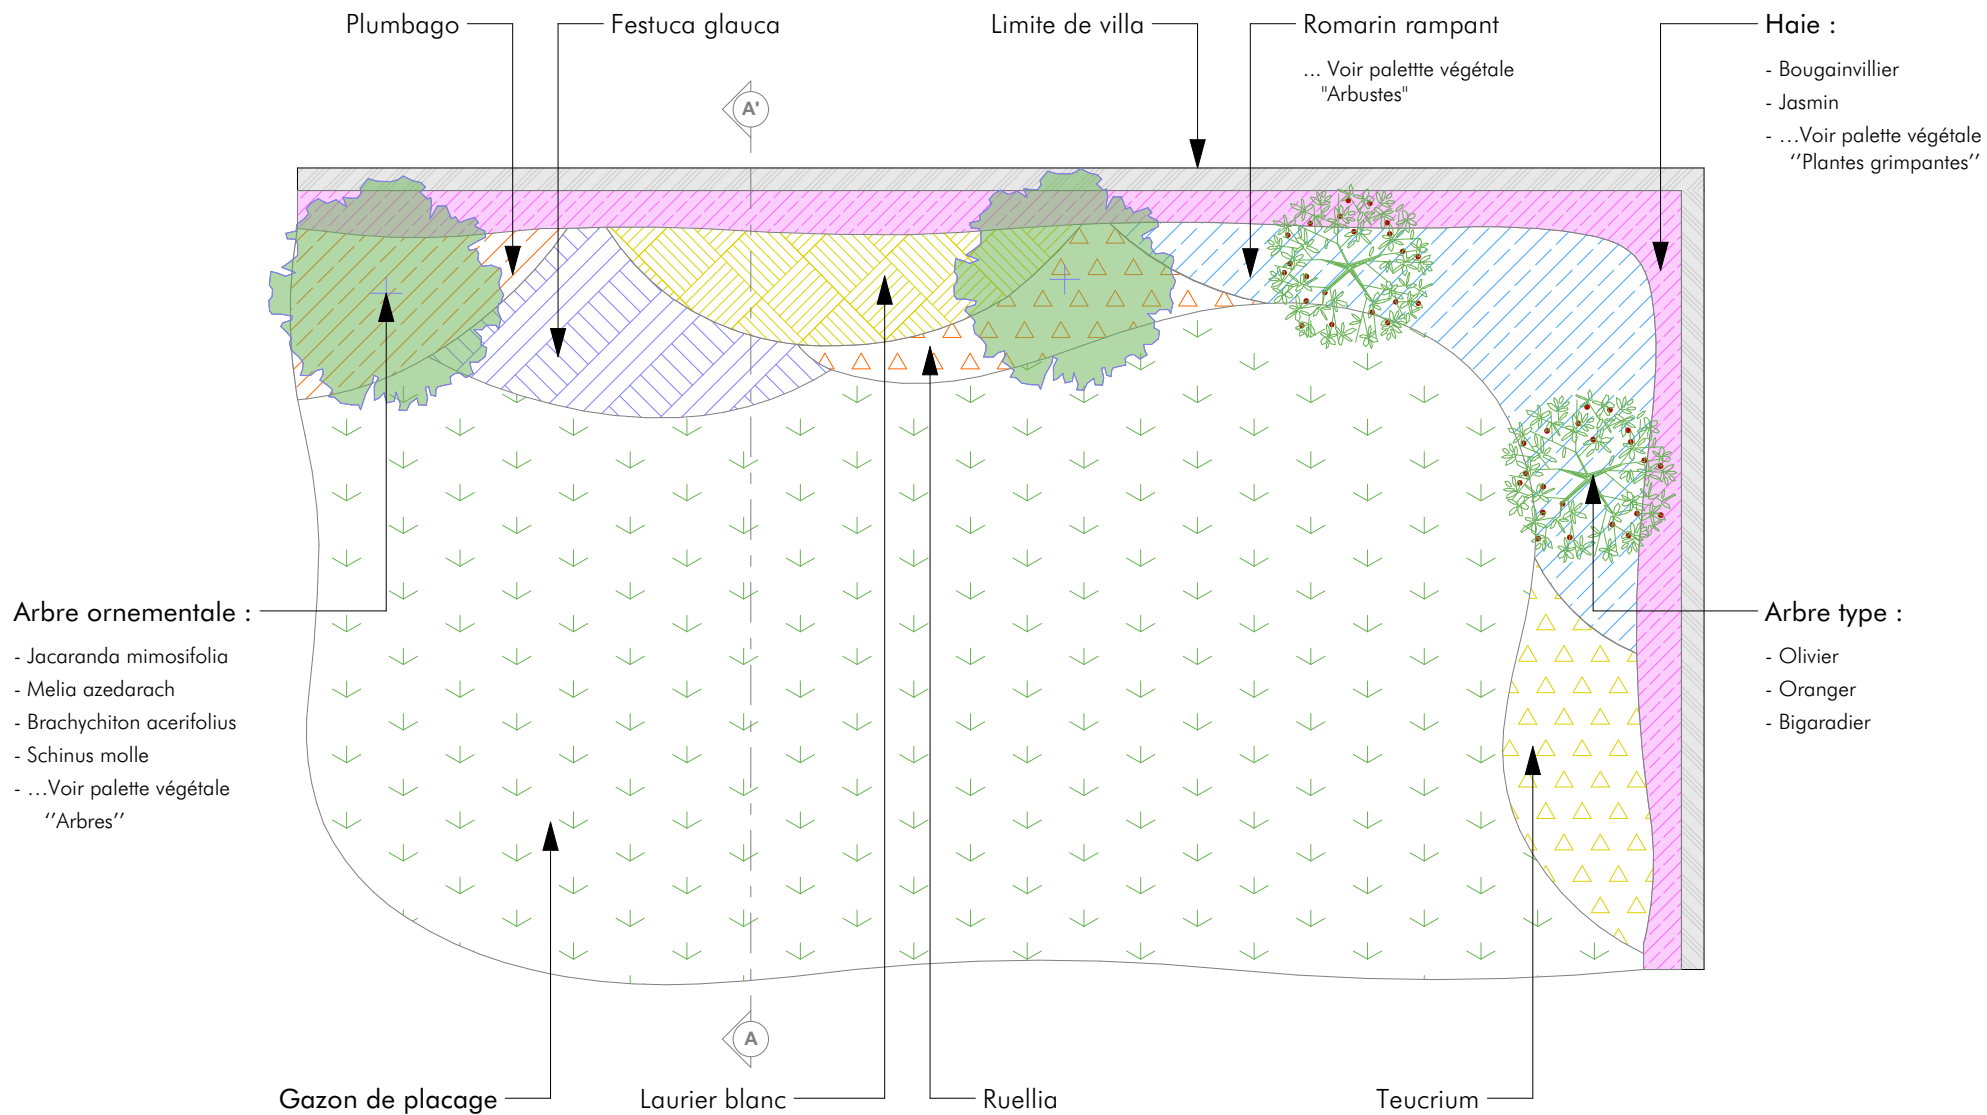 Plumbago
Festuca glauca
Limite de villa
Romarin rampant
... Voir palettte végétale
"Arbustes"
Haie :
- Bougainvillier
- Jasmin
- ...Voir palette végétale
''Plantes grimpantes''
A'
Arbre ornementale :
- Jacaranda mimosifolia
- Melia azedarach
- Brachychiton acerifolius
- Schinus molle
- ...Voir palette végétale
''Arbres''
Arbre type :
- Olivier
- Oranger
- Bigaradier
A
Gazon de placage
Laurier blanc
Ruellia
Teucrium